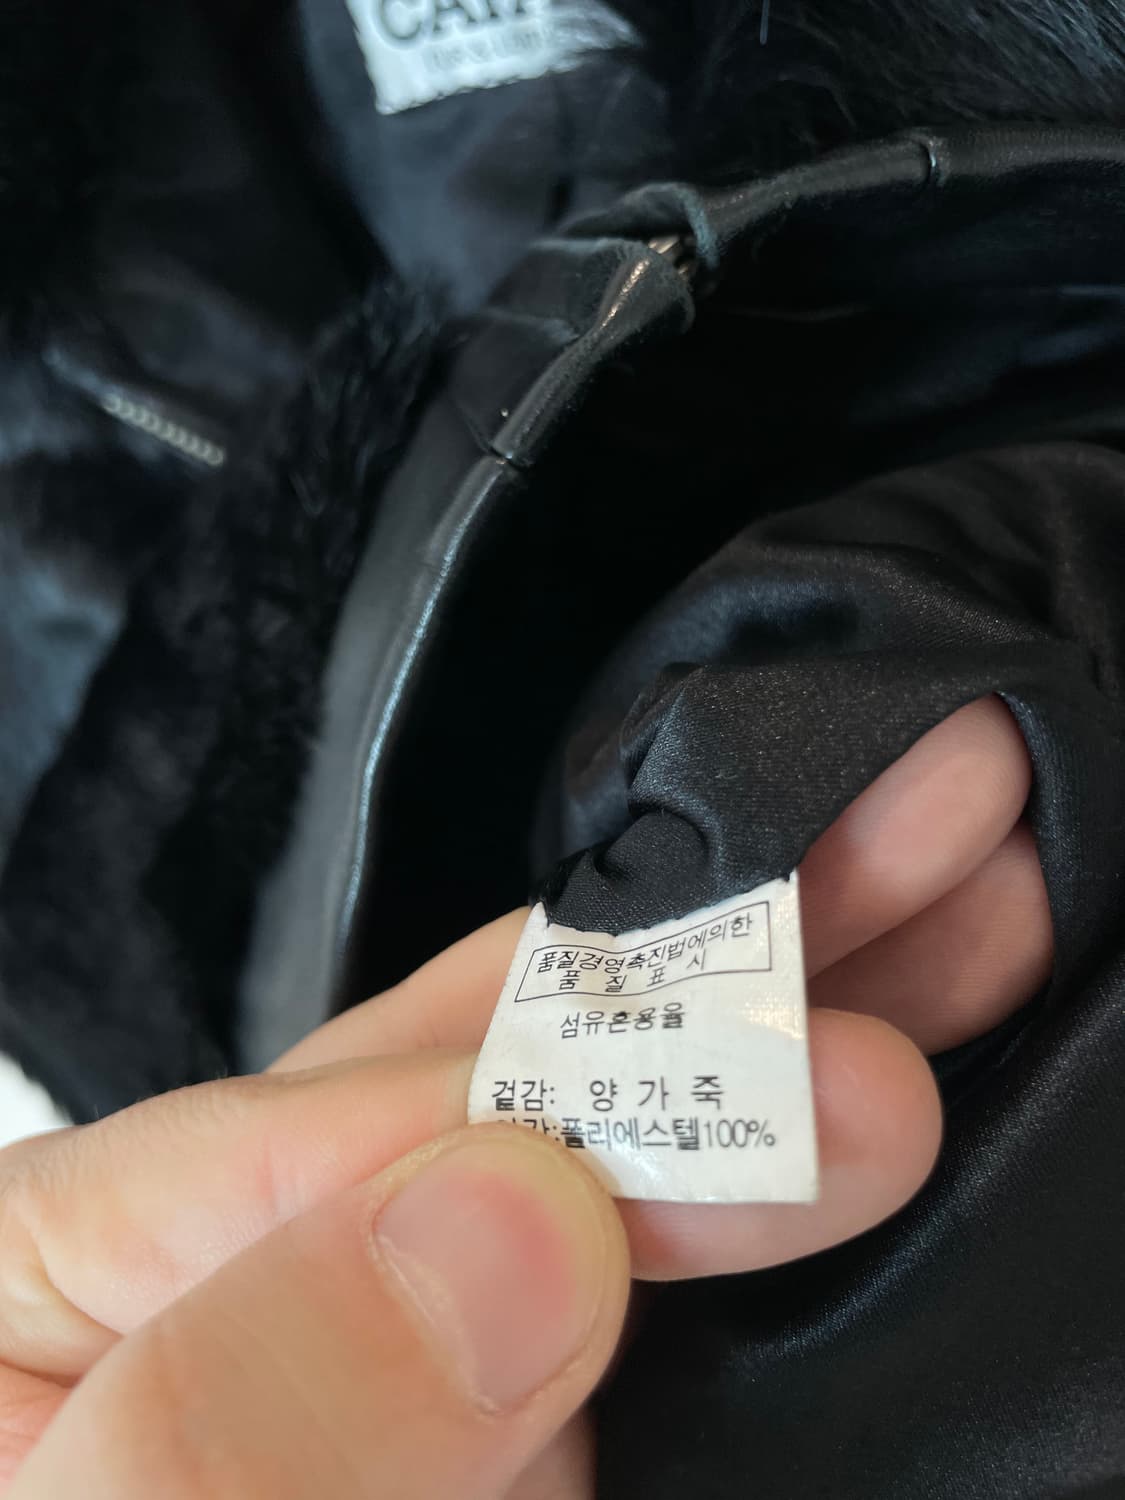 품질경영촉진법에의한
품 질 표 시
섬유혼용율
겉감: 양 가 죽
폴리에스텔100%